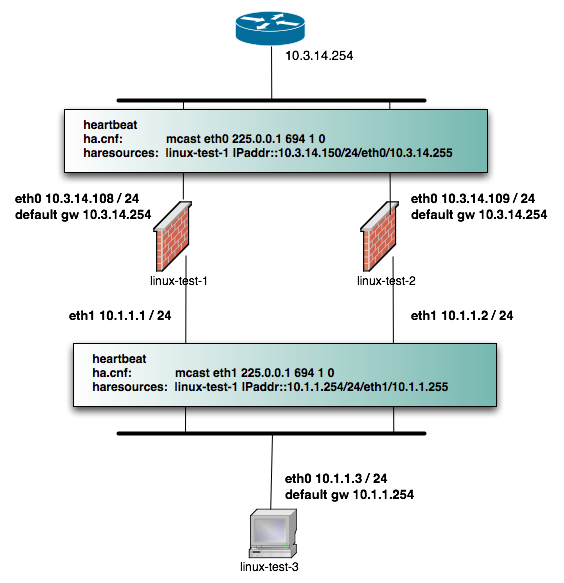 10.3.14.254
heartbeat
ha.cnf: mcast eth0 225.0.0.1 694 1 0
haresources: linux-test-1 IPaddr::10.3.14.150/24/eth0/10.3.14.255
eth0 10.3.14.108 / 24
default gw 10.3.14.254
eth0 10.3.14.109 / 24
default gw 10.3.14.254
linux-test-1
linux-test-2
eth1 10.1.1.1 / 24
eth1 10.1.1.2 / 24
heartbeat
ha.cnf: mcast eth1 225.0.0.1 694 1 0
haresources: linux-test-1 IPaddr::10.1.1.254/24/eth1/10.1.1.255
eth0 10.1.1.3 / 24
default gw 10.1.1.254
linux-test-3